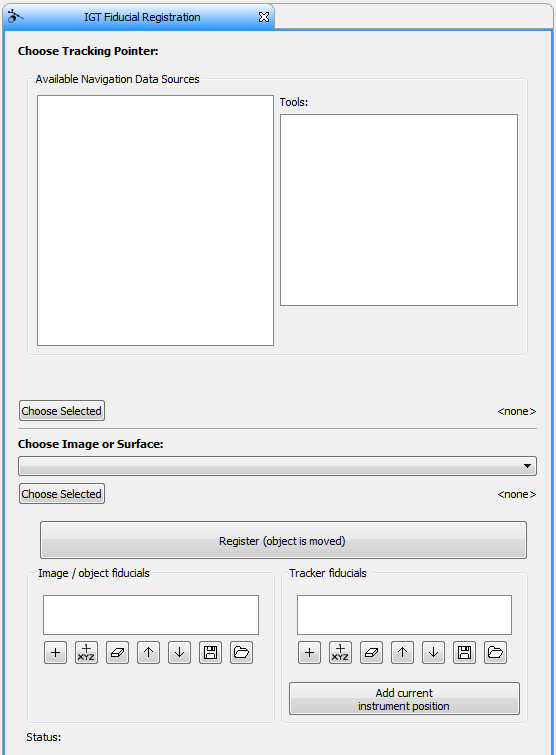 IGT Fiducial Registration
Choose Tracking Pointer:
Available Navigation Data Sources
Tools:
Choose Selected
<none>
Choose Image or Surface:
Choose Selected
<none>
Register (object is moved)
Image / object fiducials
Tracker fiducials
XYZ
XYZ
Add current
instrument position
Status: